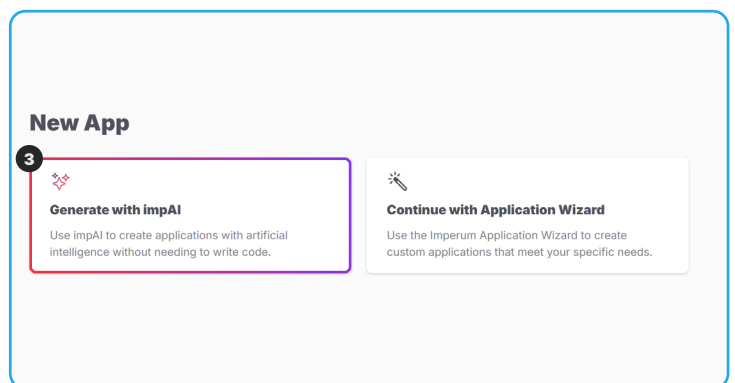 New App
3
Generate with impAI
Use impAI to create applications with artificial
intelligence without needing to write code.
Continue with Application Wizard
Use the Imperum Application Wizard to create
custom applications that meet your specific needs.